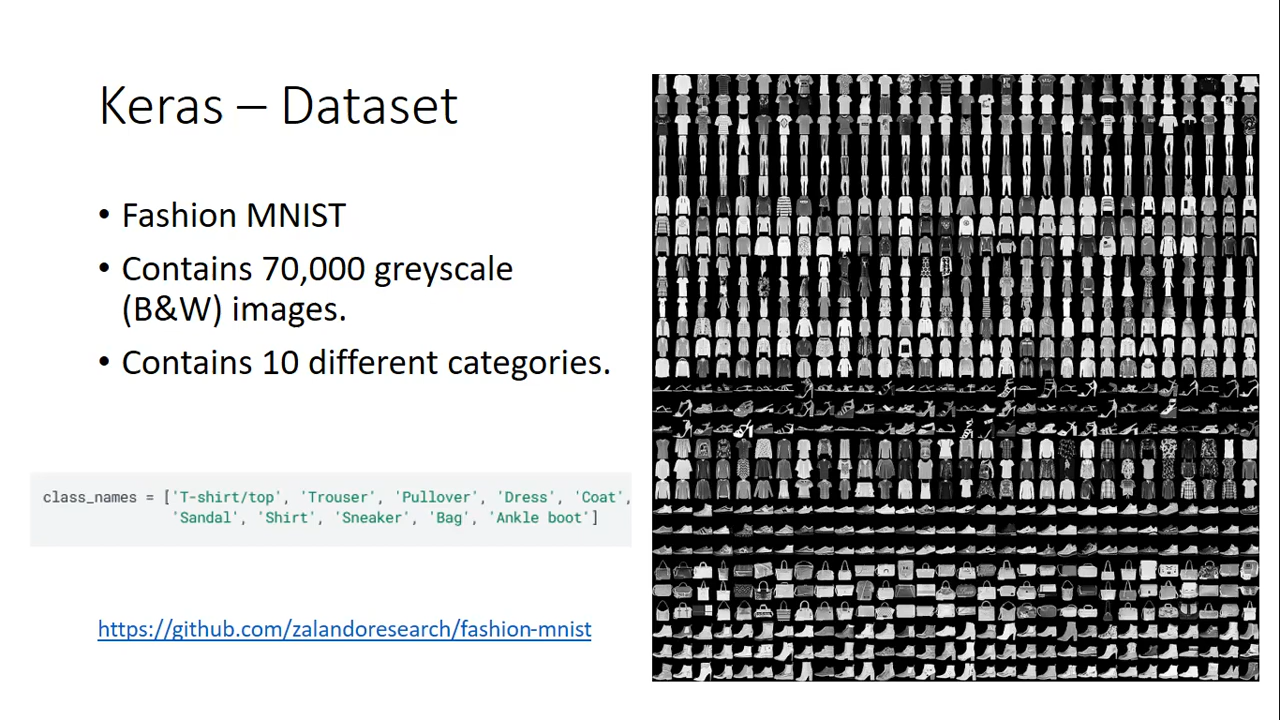 Keras – Dataset
• Fashion MNIST
• Contains 70,000 greyscale
(B&W) images.
• Contains 10 different categories.
class_names = ['T-shirt/top', 'Trouser', 'Pullover', 'Dress', 'Coat',
'Sandal', 'Shirt', 'Sneaker', 'Bag', 'Ankle boot']
https://github.com/zalandoresearch/fashion-mnist